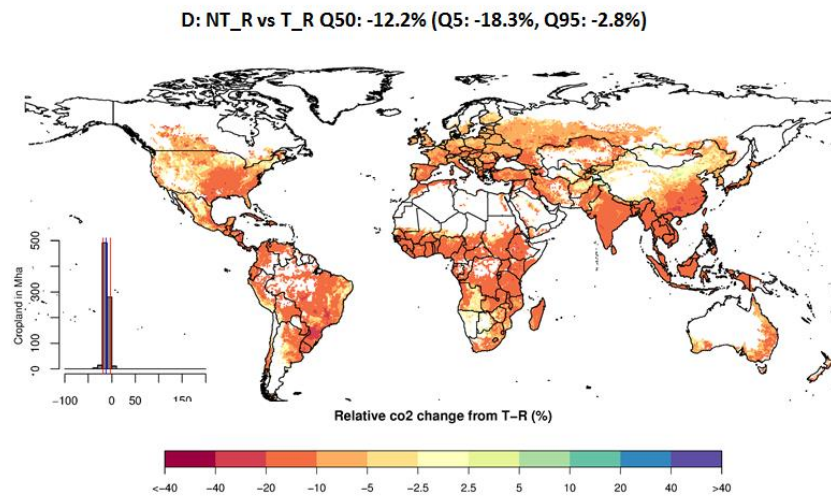 D: NT_R vs T_R Q50: -12.2% (Q5: -18.3%, Q95: -2.8%)
Cropland in Mha
500
300
100
0
−100 0 50 150
Relative co2 change from T−R (%)
<−40 −40 −20 −10 −5 −2.5 2.5 5 10 20 40 >40